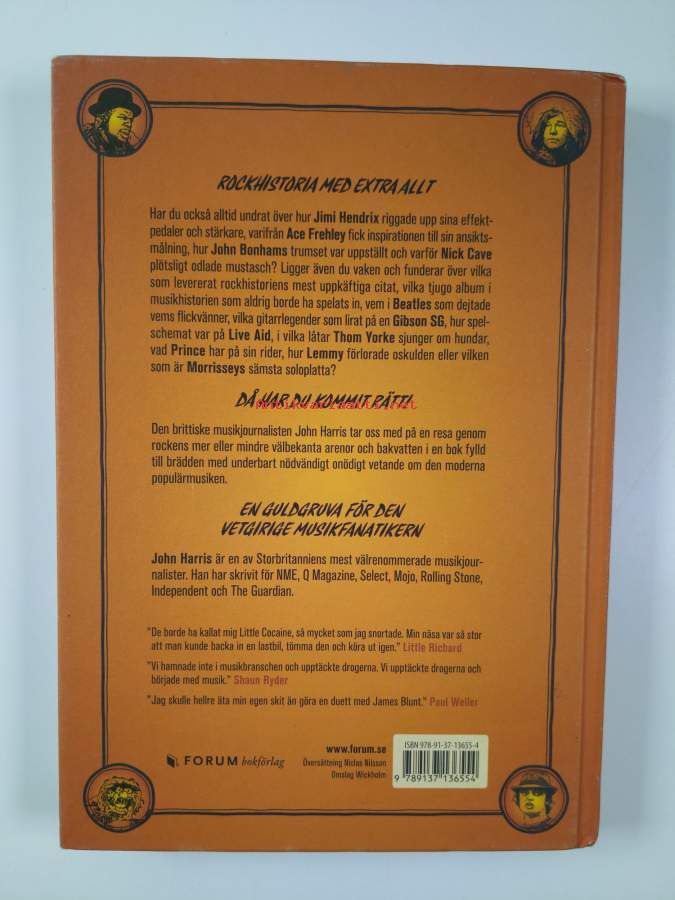 ROCKHISTORIA MED EXTRA ALLT
Har du också alltid undrat över hur Jimi Hendrix riggade upp sina effekt-
pedaler och stärkare, varifrån Ace Frehley fick inspirationen till sin ansikts-
målning, hur John Bonhams trumset var uppställt och varför Nick Cave
plötsligt odlade mustasch? Ligger även du vaken och funderar över vilka
som levererat rockhistoriens mest uppkäftiga citat, vilka tjugo album i
musikhistorien som aldrig borde ha spelats in, vem i Beatles som dejtade
vems flickvänner, vilka gitarrlegender som lirat på en Gibson SG, hur spel-
schemat var på Live Aid, i vilka låtar Thom Yorke sjunger om hundar,
vad Prince har på sin rider, hur Lemmy förlorade oskulden eller vilken
som är Morrisseys sämsta soloplatta?
DÅ HAR DU KOMMIT RÄTT!
Den brittiske musikjournalisten John Harris tar oss med på en resa genom
rockens mer eller mindre välbekanta arenor och bakvatten i en bok fylld
till brädden med underbart nödvändigt onödigt vetande om den moderna
populärmusiken.
EN GULDGRUVA FÖR DEN
VETGIRIGE MUSIKFANATIKERN
John Harris är en av Storbritanniens mest välrenommerade musikjour-
nalister. Han har skrivit för NME, Q Magazine, Select, Mojo, Rolling Stone,
Independent och The Guardian.
"De borde ha kallat mig Little Cocaine, så mycket som jag snortade. Min näsa var så stor
att man kunde backa in en lastbil, tömma den och köra ut igen." Little Richard
"Vi hamnade inte i musikbranschen och upptäckte drogerna. Vi upptäckte drogerna och
började med musik." Shaun Ryder
"Jag skulle hellre äta min egen skit än göra en duett med James Blunt." Paul Weller
FORUM bokförlag
www.forum.se
Översättning Niclas Nilsson
Omslag Wickholm
ISBN 978-91-37-13655-4
9 789137 136554